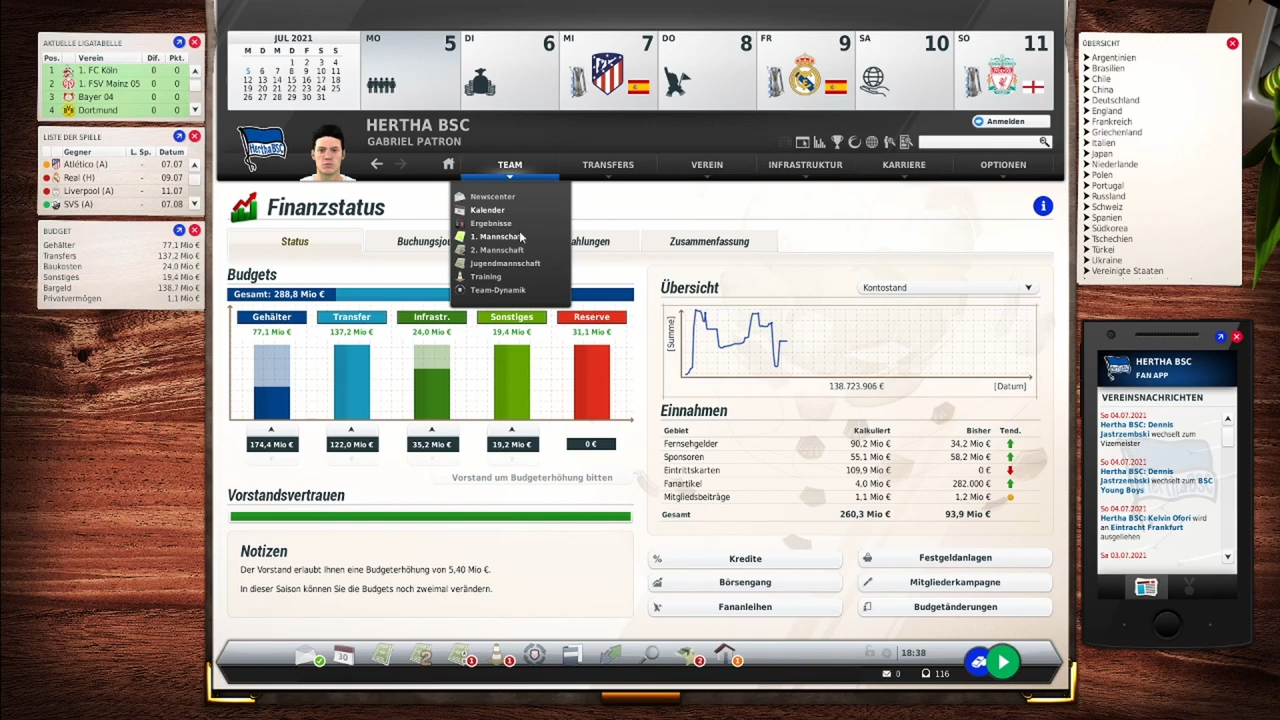 AKTUELLE LIGATABELLE
Pos. Verein Dif. Pkt.
1 1. FC Köln 0 0
2 1. FSV Mainz 05 0 0
3 Bayer 04 0 0
4 Dortmund 0 0
LISTE DER SPIELE
Gegner L. Sp. Datum
Atlético (A) - 07.07
Real (H) - 09.07
Liverpool (A) - 11.07
SVS (A) - 07.08
BUDGET
Gehälter 77,1 Mio €
Transfers 137,2 Mio €
Baukosten 24,0 Mio €
Sonstiges 19,4 Mio €
Bargeld 138,7 Mio €
Privatvermögen 1,1 Mio €
JUL 2021
M D M D F S S
1 2 3 4
5 6 7 8 9 10 11
12 13 14 15 16 17 18
19 20 21 22 23 24 25
26 27 28 29 30 31
MO 5
DI 6
MI 7
DO 8
FR 9
SA 10
SO 11
Hertha BSC
HERTHA BSC
GABRIEL PATRON
Anmelden
TEAM TRANSFERS VEREIN INFRASTRUKTUR KARRIERE OPTIONEN
Newscenter
Kalender
Ergebnisse
1. Mannscha
2. Mannschaft
Jugendmannschaft
Training
Team-Dynamik
Finanzstatus
Status Buchungsjou ahlungen Zusammenfassung
Budgets
Gesamt: 288,8 Mio €
Gehälter Transfer Infrastr. Sonstiges Reserve
77,1 Mio € 137,2 Mio € 24,0 Mio € 19,4 Mio € 31,1 Mio €
174,4 Mio € 122,0 Mio € 35,2 Mio € 19,2 Mio € 0 €
Vorstand um Budgeterhöhung bitten
Vorstandsvertrauen
Notizen
Der Vorstand erlaubt Ihnen eine Budgeterhöhung von 5,40 Mio €.
In dieser Saison können Sie die Budgets noch zweimal verändern.
Übersicht
Kontostand
[Summe]
138.723.906 € [Datum]
Einnahmen
Gebiet Kalkuliert Bisher Tend.
Fernsehgelder 90,2 Mio € 34,2 Mio €
Sponsoren 55,1 Mio € 58,2 Mio €
Eintrittskarten 109,9 Mio € 0 €
Fanartikel 4,0 Mio € 282.000 €
Mitgliedsbeiträge 1,1 Mio € 1,2 Mio €
Gesamt 260,3 Mio € 93,9 Mio €
Kredite Festgeldanlagen
Börsengang Mitgliederkampagne
Fananleihen Budgetänderungen
30 2 1 1 2 1
18:38
0 116
ÜBERSICHT
Argentinien
Brasilien
Chile
China
Deutschland
England
Frankreich
Griechenland
Italien
Japan
Niederlande
Polen
Portugal
Russland
Schweiz
Spanien
Südkorea
Tschechien
Türkei
Ukraine
Vereinigte Staaten
HERTHA BSC
FAN APP
VEREINSNACHRICHTEN
So 04.07.2021
Hertha BSC: Dennis
Jastrzembski wechselt zum
Vizemeister
So 04.07.2021
Hertha BSC: Dennis
Jastrzembski wechselt zum BSC
Young Boys
So 04.07.2021
Hertha BSC: Kelvin Ofori wird
an Eintracht Frankfurt
ausgeliehen
Sa 03.07.2021